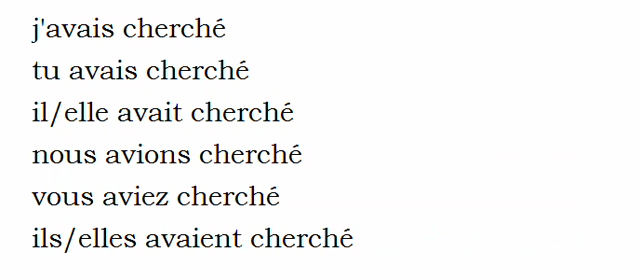 j'avais cherché
tu avais cherché
il/elle avait cherché
nous avions cherché
vous aviez cherché
ils/elles avaient cherché